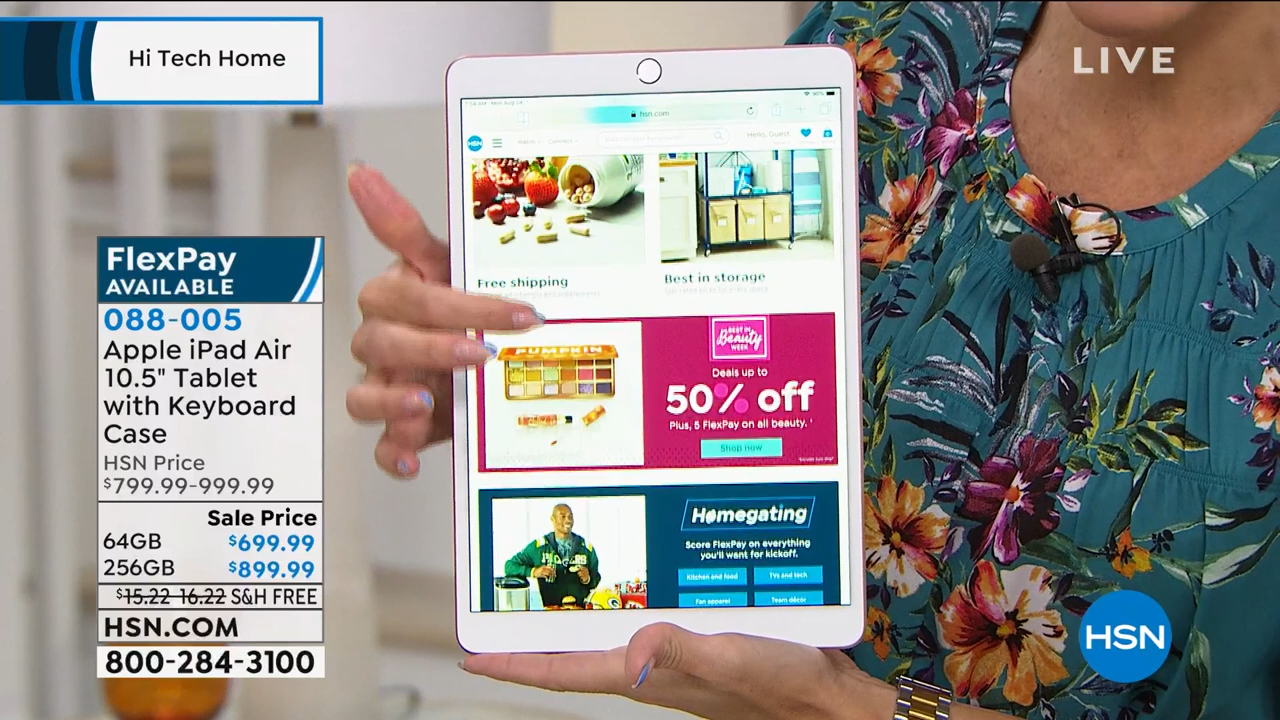 Hi Tech Home
LIVE
FlexPay
AVAILABLE
088-005
Apple iPad Air
10.5" Tablet
with Keyboard
Case
HSN Price
$799.99-999.99
Sale Price
64GB $699.99
256GB $899.99
$15.22-16.22 S&H FREE
HSN.COM
800-284-3100
hsn.com
HSN
Hello, Guest
Free shipping
Best in storage
PUMPKIN
BEST IN
Beauty
WEEK
Deals up to
50% off
Plus, 5 FlexPay on all beauty.
Shop now
Homegating
Score FlexPay on everything
you'll want for kickoff.
Kitchen and food TVs and tech
Fan apparel Team décor
HSN